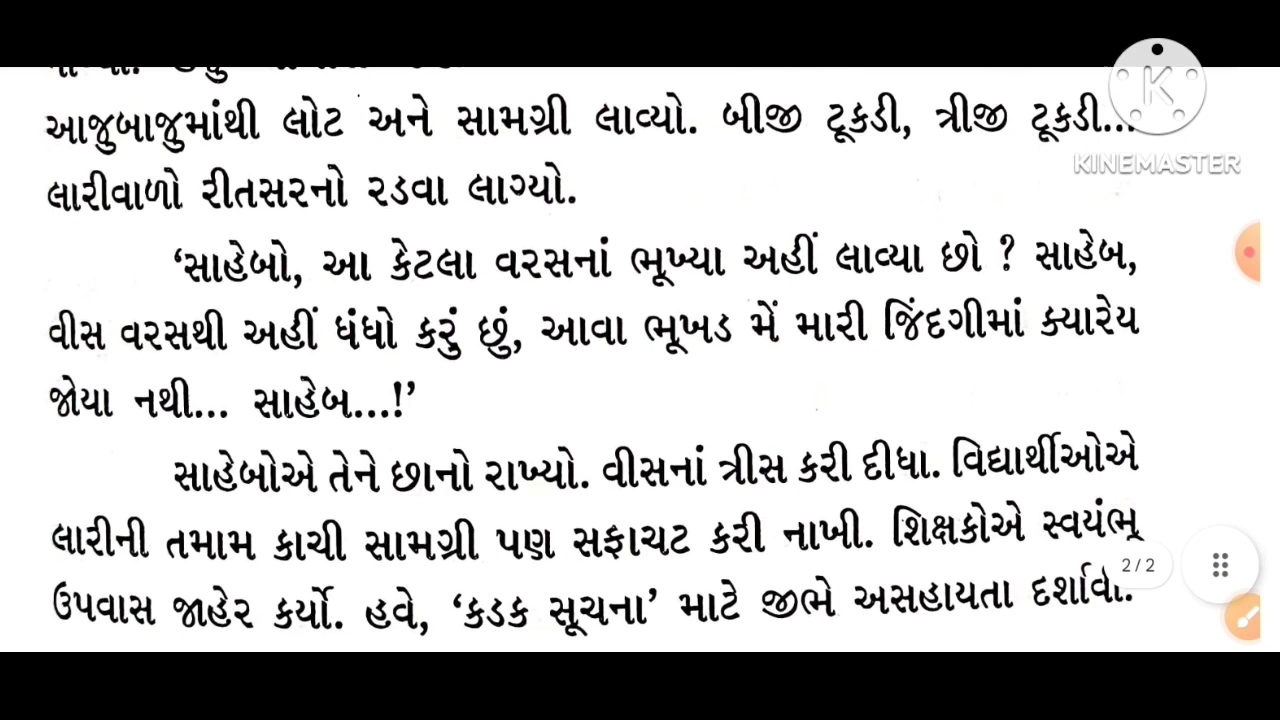 આજુબાજુમાંથી લોટ અને સામગ્રી લાવ્યો. બીજી ટૂકડી, ત્રીજી ટૂકડી...
KINEMASTER
લારીવાળો રીતસરનો રડવા લાગ્યો.
‘સાહેબો, આ કેટલા વરસનાં ભૂખ્યા અહીં લાવ્યા છો ? સાહેબ,
વીસ વરસથી અહીં ધંધો કરું છું, આવા ભૂખડ મેં મારી જિંદગીમાં ક્યારેય
જોયા નથી... સાહેબ...!’
સાહેબોએ તેને છાનો રાખ્યો. વીસનાં ત્રીસ કરી દીધા. વિદ્યાર્થીઓએ
લારીની તમામ કાચી સામગ્રી પણ સફાચટ કરી નાખી. શિક્ષકોએ સ્વયંભૂ
2/2
ઉપવાસ જાહેર કર્યો. હવે, ‘કડક સૂચના’ માટે જીભે અસહાયતા દર્શાવી.